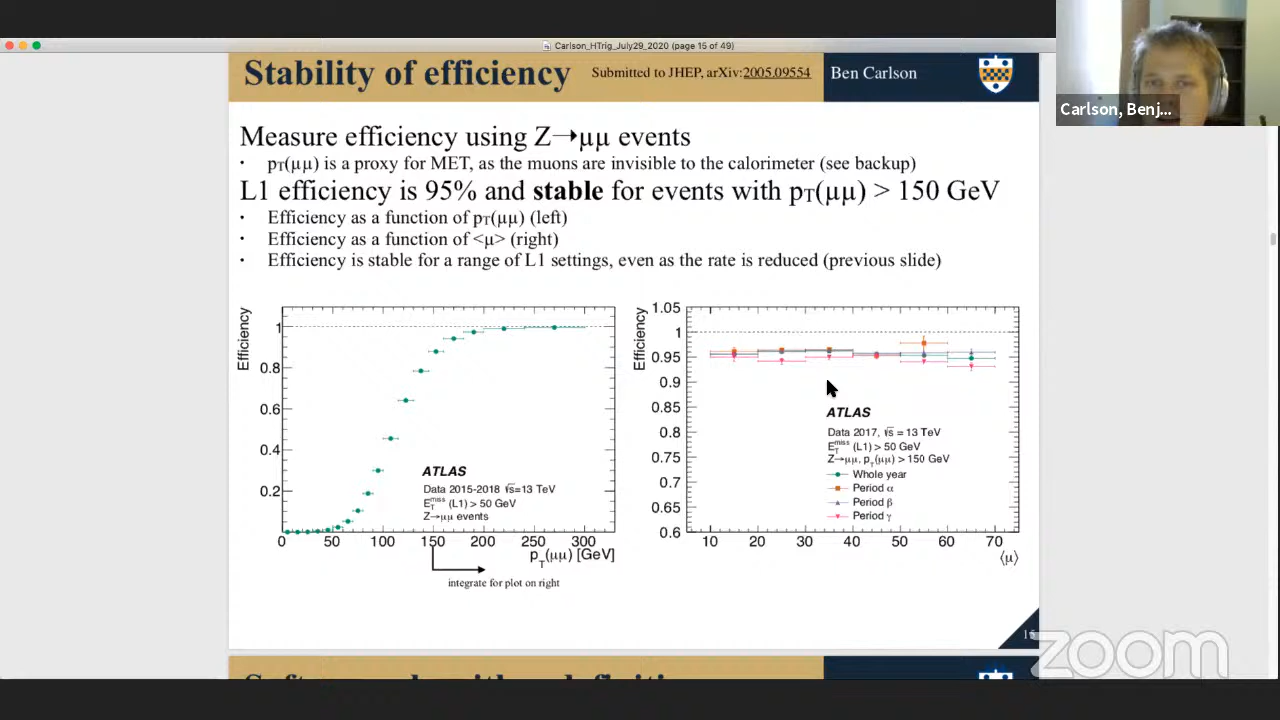 Carlson_HTrig_July29_2020 (page 15 of 49)
Stability of efficiency
Submitted to JHEP, arXiv:2005.09554
Ben Carlson
Carlson, Benj...
Measure efficiency using Z→μμ events
• pT(μμ) is a proxy for MET, as the muons are invisible to the calorimeter (see backup)
L1 efficiency is 95% and stable for events with pT(μμ) > 150 GeV
• Efficiency as a function of pT(μμ) (left)
• Efficiency as a function of <μ> (right)
• Efficiency is stable for a range of L1 settings, even as the rate is reduced (previous slide)
Efficiency
1
0.8
0.6
0.4
0.2
ATLAS
Data 2015-2018 √s=13 TeV
E_T^miss (L1) > 50 GeV
Z→μμ events
0 50 100 150 200 250 300
p_T(μμ) [GeV]
integrate for plot on right
Efficiency
1.05
1
0.95
0.9
0.85
0.8
0.75
0.7
0.65
0.6
ATLAS
Data 2017, √s = 13 TeV
E_T^miss (L1) > 50 GeV
Z→μμ, p_T(μμ) > 150 GeV
Whole year
Period α
Period β
Period γ
10 20 30 40 50 60 70
⟨μ⟩
zoom